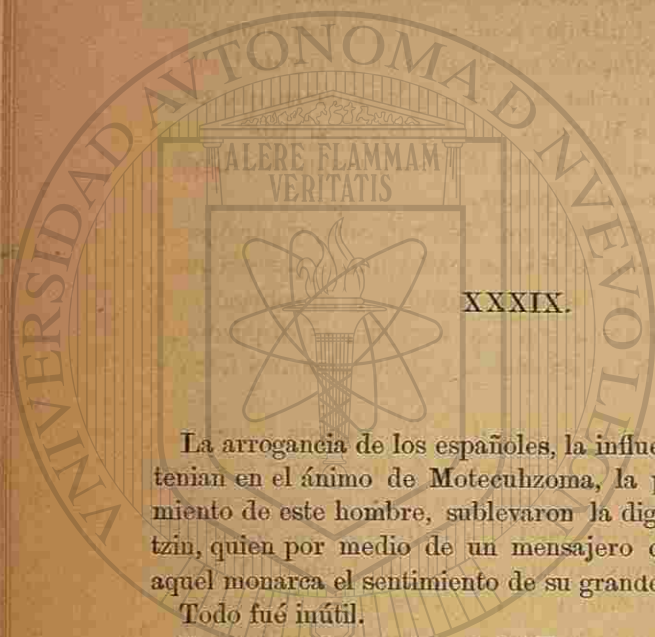 UNIVERSIDAD AUTONOMA DE NUEVO LEON
ALERE FLAMMAM
VERITATIS
XXXIX.
La arrogancia de los españoles, la influe
tenian en el ánimo de Motecuhzoma, la p
miento de este hombre, sublevaron la dig
tzin, quien por medio de un mensajero
aquel monarca el sentimiento de su grande
Todo fué inútil.